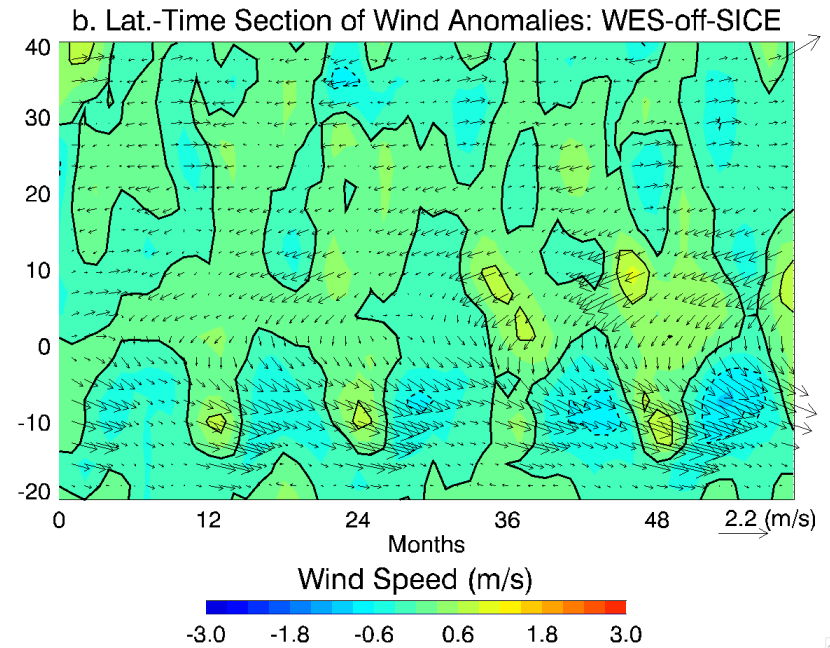 b. Lat.-Time Section of Wind Anomalies: WES-off-SICE
40
30
20
10
0
-10
-20
0 12 24 36 48 2.2 (m/s)
Months
Wind Speed (m/s)
-3.0 -1.8 -0.6 0.6 1.8 3.0